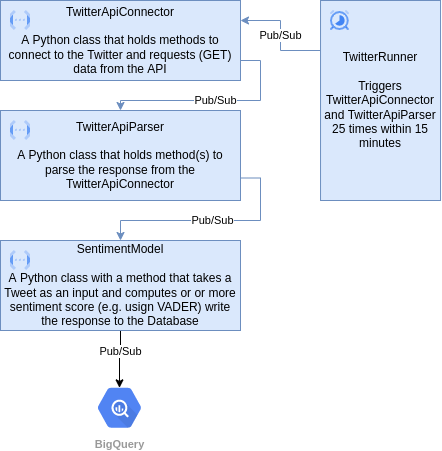 TwitterApiConnector
A Python class that holds methods to
connect to the Twitter and requests (GET)
data from the API
Pub/Sub
TwitterRunner
Triggers
TwitterApiConnector
and TwitterApiParser
25 times within 15
minutes
Pub/Sub
TwitterApiParser
A Python class that holds method(s) to
parse the response from the
TwitterApiConnector
Pub/Sub
SentimentModel
A Python class with a method that takes a
Tweet as an input and computes or or more
sentiment score (e.g. usign VADER) write
the response to the Database
Pub/Sub
BigQuery